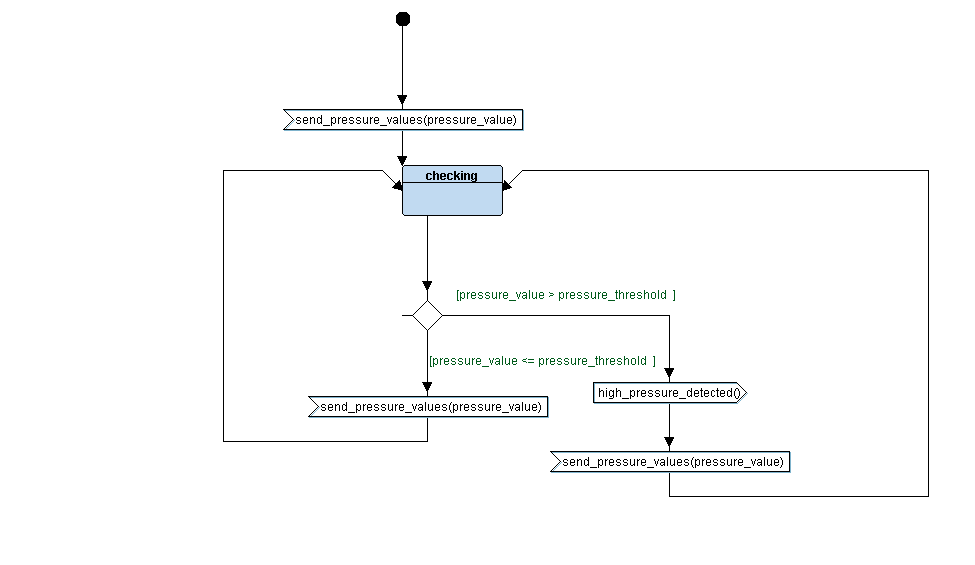 send_pressure_values(pressure_value)
checking
[pressure_value > pressure_threshold ]
[pressure_value <= pressure_threshold ]
high_pressure_detected()
send_pressure_values(pressure_value)
send_pressure_values(pressure_value)